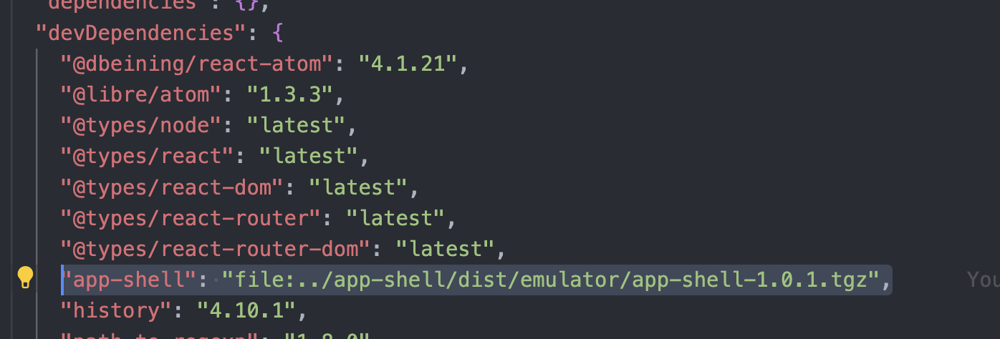 "dependencies": {},
"devDependencies": {
"@dbeining/react-atom": "4.1.21",
"@libre/atom": "1.3.3",
"@types/node": "latest",
"@types/react": "latest",
"@types/react-dom": "latest",
"@types/react-router": "latest",
"@types/react-router-dom": "latest",
"app-shell": "file:../app-shell/dist/emulator/app-shell-1.0.1.tgz", You
"history": "4.10.1",
"path-to-regexp": "1.8.0"